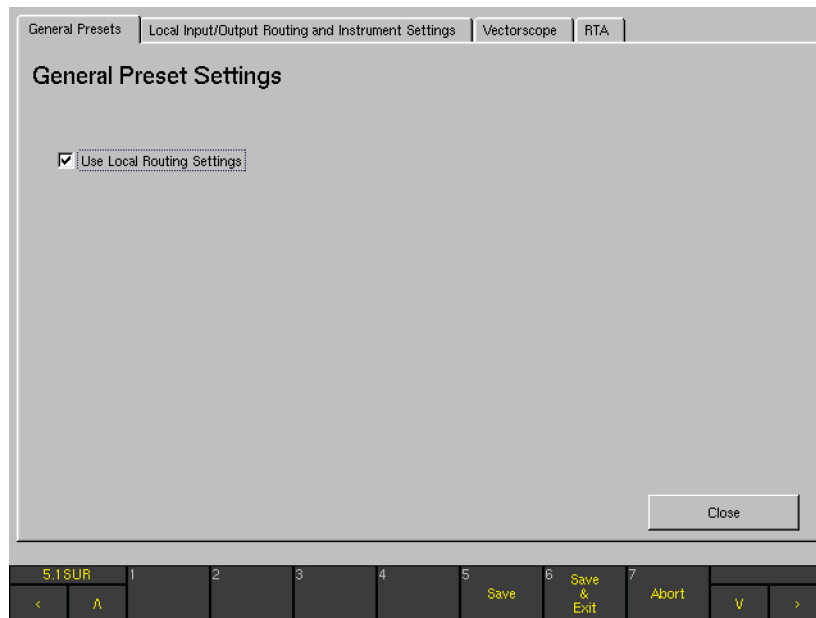 General Presets
Local Input/Output Routing and Instrument Settings
Vectorscope
RTA
General Preset Settings
Use Local Routing Settings
Close
5.1SUR
1
2
3
4
5
Save
6
Save
&
Exit
7
Abort
<
Λ
V
>